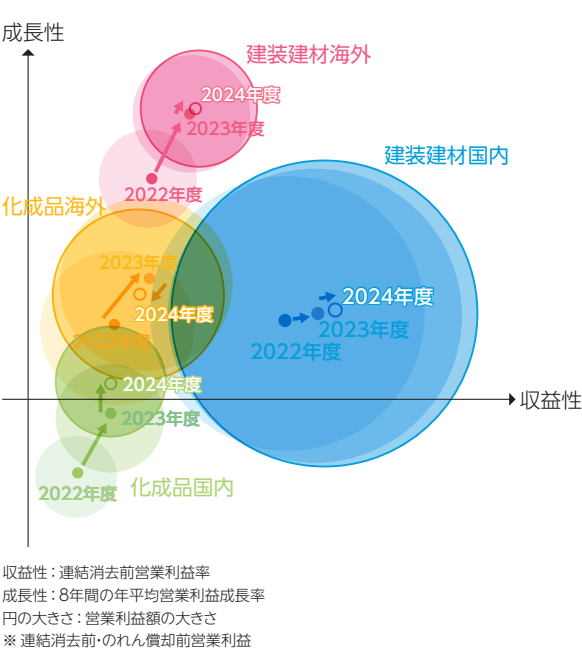 成長性
建装建材海外
2024年度
2023年度
2022年度
建装建材国内
化成品海外
2023年度
2024年度
2022年度
2024年度
2023年度
2022年度
2024年度
収益性
2023年度
2022年度
化成品国内
収益性：連結消去前営業利益率
成長性：8年間の年平均営業利益成長率
円の大きさ：営業利益額の大きさ
※ 連結消去前・のれん償却前営業利益